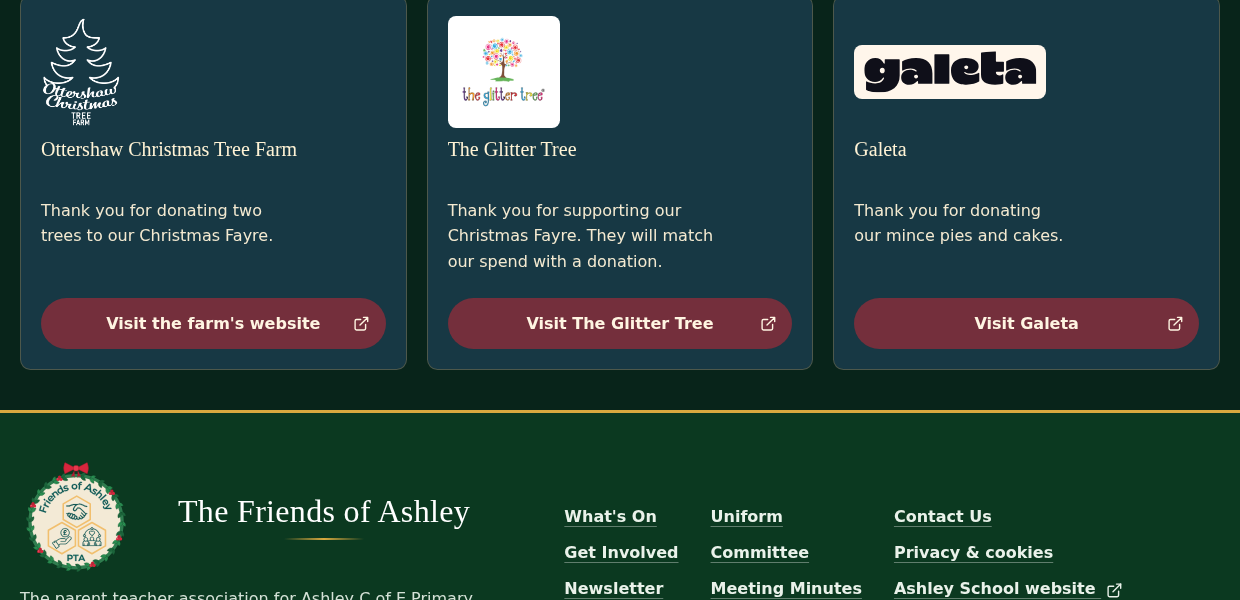 Ottershaw
Christmas
TREE
FARM
the glitter tree
galeta
Ottershaw Christmas Tree Farm
The Glitter Tree
Galeta
Thank you for donating two
trees to our Christmas Fayre.
Thank you for supporting our
Christmas Fayre. They will match
our spend with a donation.
Thank you for donating
our mince pies and cakes.
Visit the farm's website
Visit The Glitter Tree
Visit Galeta
Friends of Ashley
PTA
The Friends of Ashley
The parent teacher association for Ashley C of E Primary
What's On
Get Involved
Newsletter
Uniform
Committee
Meeting Minutes
Contact Us
Privacy & cookies
Ashley School website